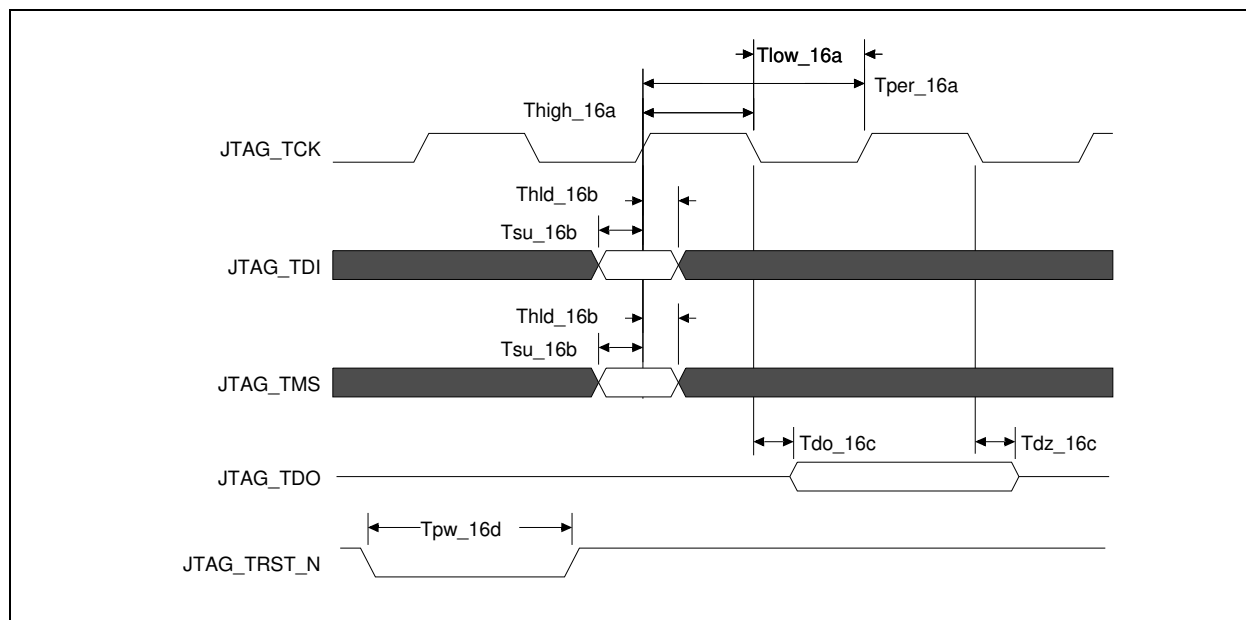 Tlow_16a
Tper_16a
Thigh_16a
JTAG_TCK
Thld_16b
Tsu_16b
JTAG_TDI
Thld_16b
Tsu_16b
JTAG_TMS
Tdo_16c
Tdz_16c
JTAG_TDO
Tpw_16d
JTAG_TRST_N